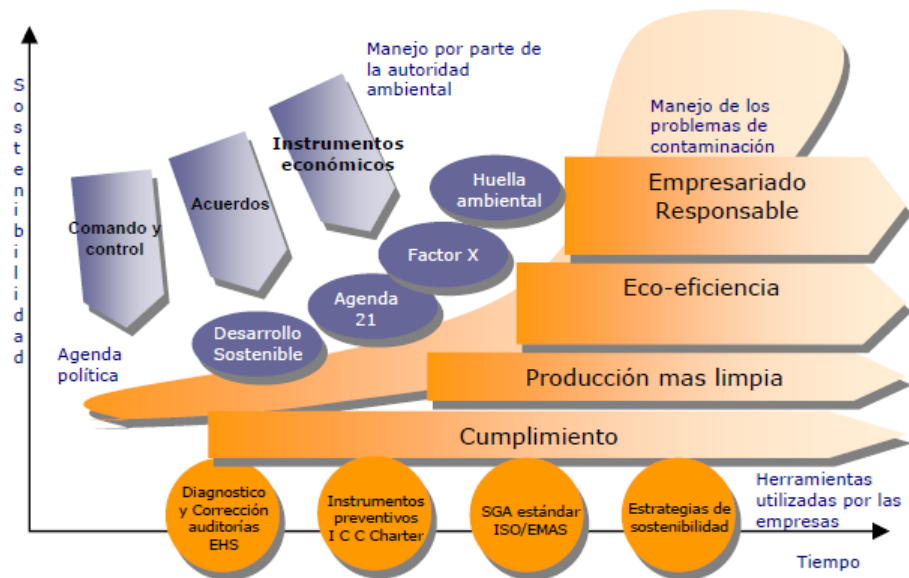 Sostenibilidad
Manejo por parte de
la autoridad
ambiental
Comando y
control
Acuerdos
Instrumentos
económicos
Agenda
política
Desarrollo
Sostenible
Agenda
21
Factor X
Huella
ambiental
Manejo de los
problemas de
contaminación
Empresariado
Responsable
Eco-eficiencia
Producción mas limpia
Cumplimiento
Diagnostico
y Corrección
auditorías
EHS
Instrumentos
preventivos
I C C Charter
SGA estándar
ISO/EMAS
Estrategias de
sostenibilidad
Herramientas
utilizadas por las
empresas
Tiempo